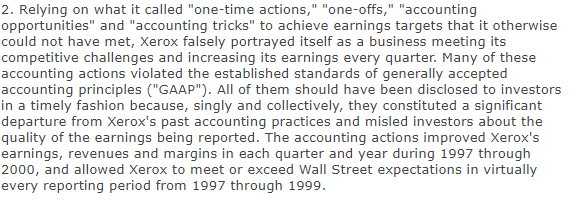 2. Relying on what it called "one-time actions," "one-offs," "accounting
opportunities" and "accounting tricks" to achieve earnings targets that it otherwise
could not have met, Xerox falsely portrayed itself as a business meeting its
competitive challenges and increasing its earnings every quarter. Many of these
accounting actions violated the established standards of generally accepted
accounting principles ("GAAP"). All of them should have been disclosed to investors
in a timely fashion because, singly and collectively, they constituted a significant
departure from Xerox's past accounting practices and misled investors about the
quality of the earnings being reported. The accounting actions improved Xerox's
earnings, revenues and margins in each quarter and year during 1997 through
2000, and allowed Xerox to meet or exceed Wall Street expectations in virtually
every reporting period from 1997 through 1999.